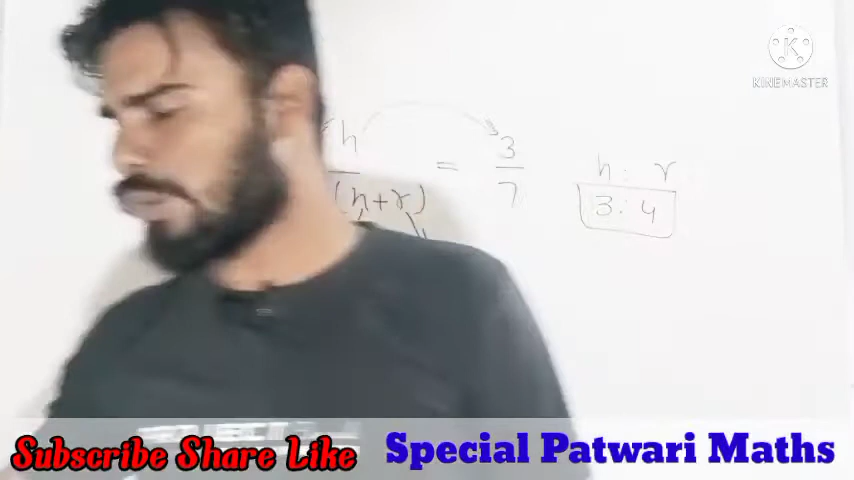 KINEMASTER
h
(h+r)
= 3
7
h : r
3 : 4
Subscribe Share Like
Special Patwari Maths